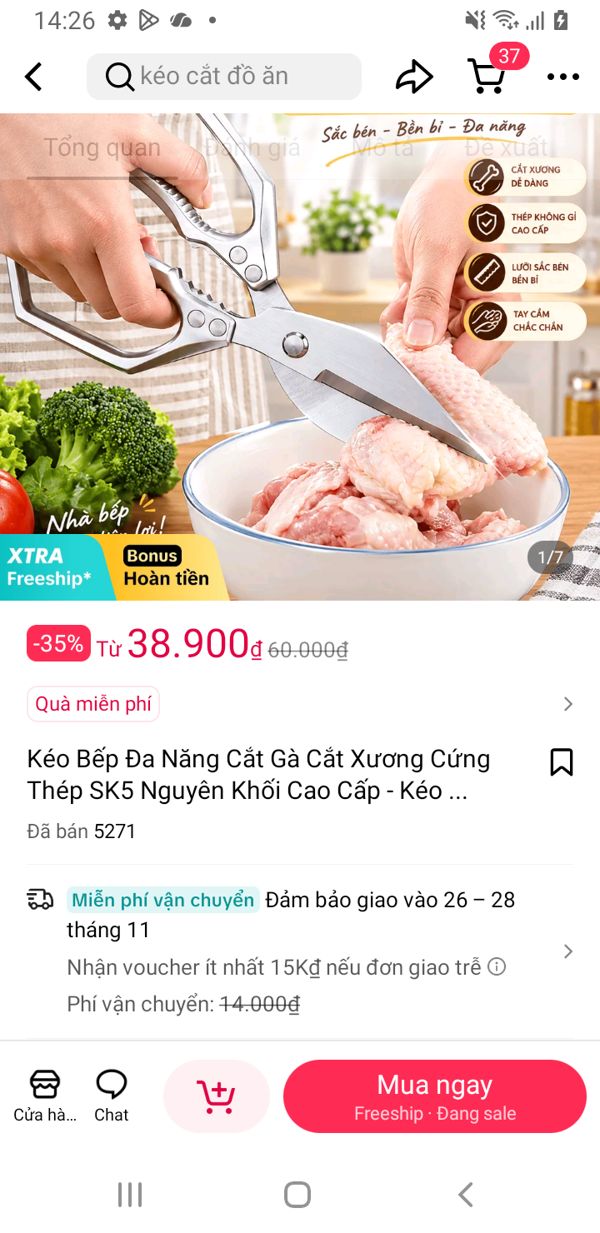 14:26
37
kéo cắt đồ ăn
Tổng quan
Đánh giá
Mô tả
Đề xuất
Sắc bén - Bền bỉ - Đa năng
CẮT XƯƠNG
DỄ DÀNG
THÉP KHÔNG GỈ
CAO CẤP
LƯỠI SẮC BÉN
BỀN BỈ
TAY CẦM
CHẮC CHẮN
Nhà bếp
lợi!
XTRA
Freeship*
Bonus
Hoàn tiền
1/7
-35% Từ 38.900₫ 60.000₫
Quà miễn phí
Kéo Bếp Đa Năng Cắt Gà Cắt Xương Cứng
Thép SK5 Nguyên Khối Cao Cấp - Kéo ...
Đã bán 5271
Miễn phí vận chuyển Đảm bảo giao vào 26 – 28
tháng 11
Nhận voucher ít nhất 15K₫ nếu đơn giao trễ
Phí vận chuyển: 14.000₫
Cửa hà...
Chat
Mua ngay
Freeship · Đang sale